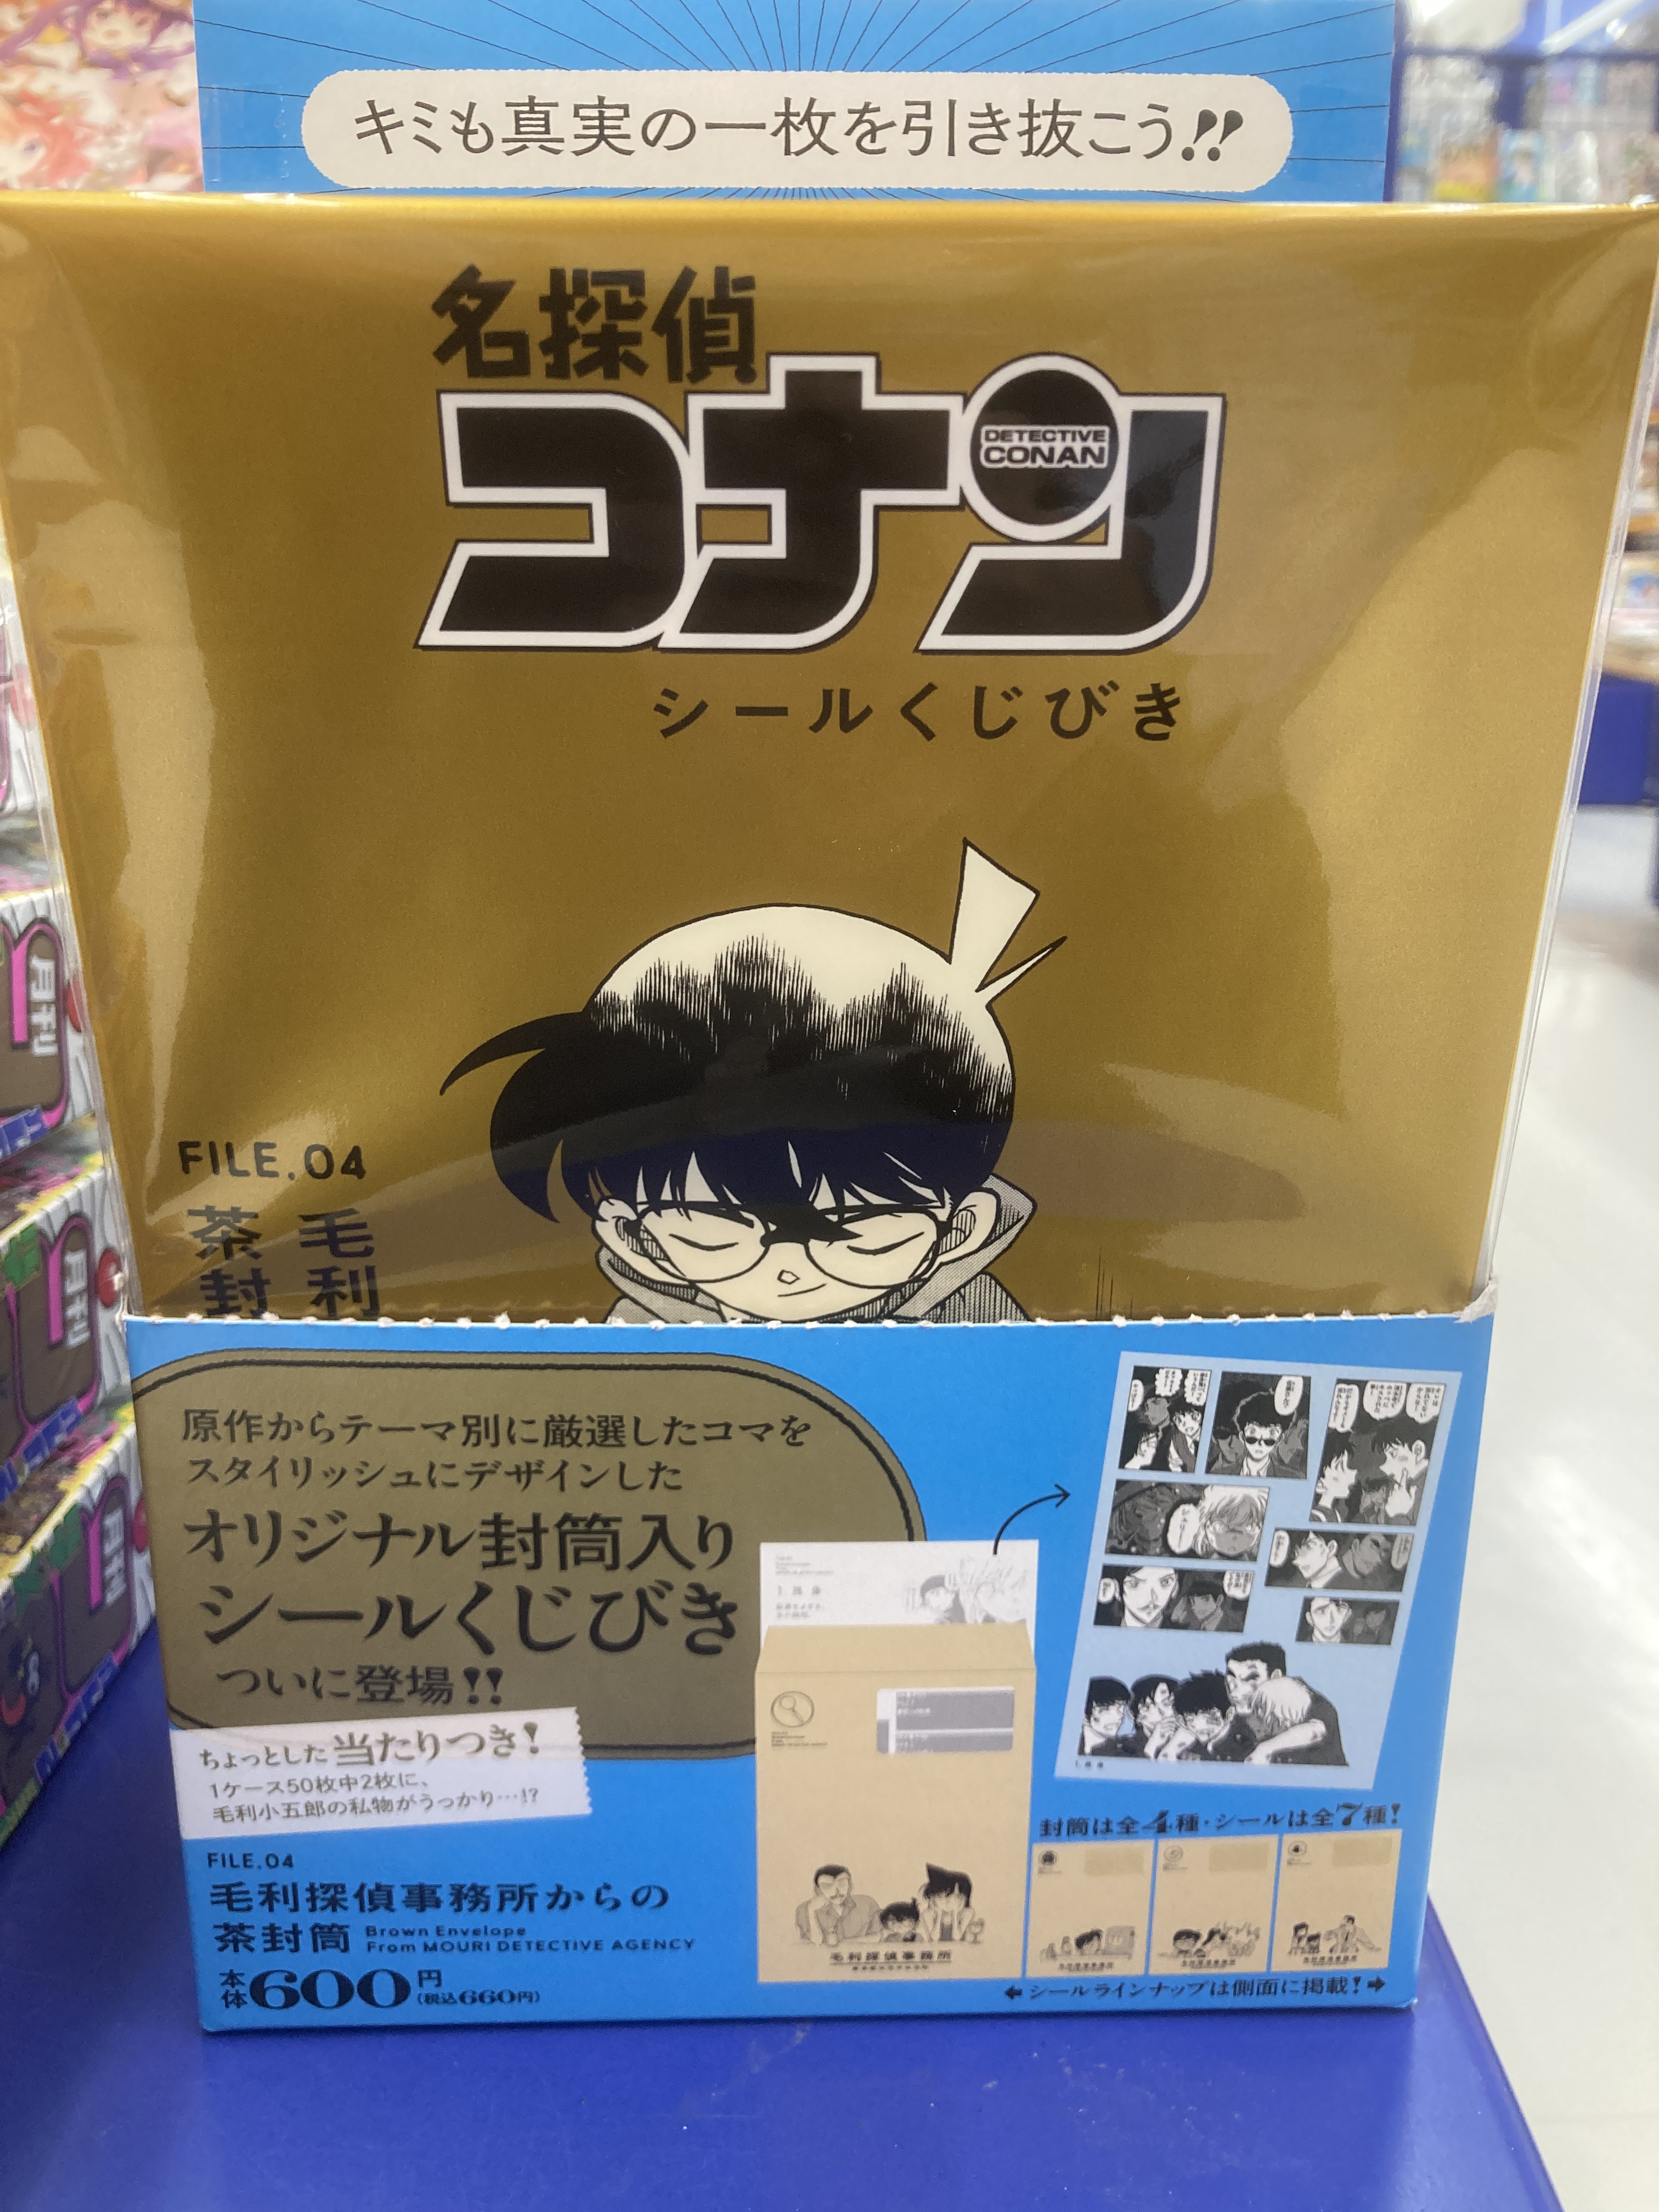 キミも真実の一枚を引き抜こう!!
名探偵
コナン
DETECTIVE
CONAN
シールくじびき
FILE.04
毛利
茶封
原作からテーマ別に厳選したコマを
スタイリッシュにデザインした
オリジナル封筒入り
シールくじびき
ついに登場!!
ちょっとした当たりつき!
1ケース50枚中2枚に、
毛利小五郎の私物がうっかり…!?
FILE.04
毛利探偵事務所からの
茶封筒 Brown Envelope
From MOURI DETECTIVE AGENCY
本体600円(税込660円)
毛利探偵事務所
封筒は全4種・シールは全7種!
←シールラインナップは側面に掲載!→
月刊
月刊
月刊